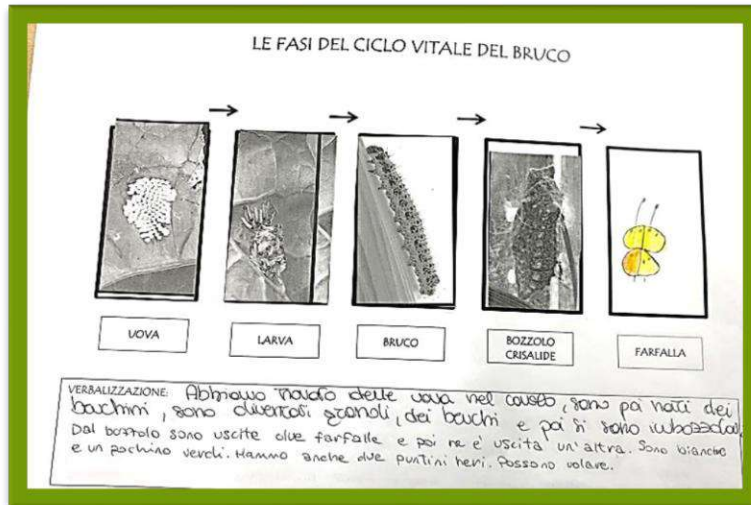 LE FASI DEL CICLO VITALE DEL BRUCO
UOVA
LARVA
BRUCO
BOZZOLO
CRISALIDE
FARFALLA
VERBALIZZAZIONE: Abbiamo trovato delle uova nel cavolo, sono poi nati dei
bachini, sono diventati grandi, dei bachi e poi si sono imbozzolati
Dal bozzolo sono uscite due farfalle e poi ne è uscita un'altra. Sono bianche
e un pochino verdi. Hanno anche due puntini neri. Possono volare.